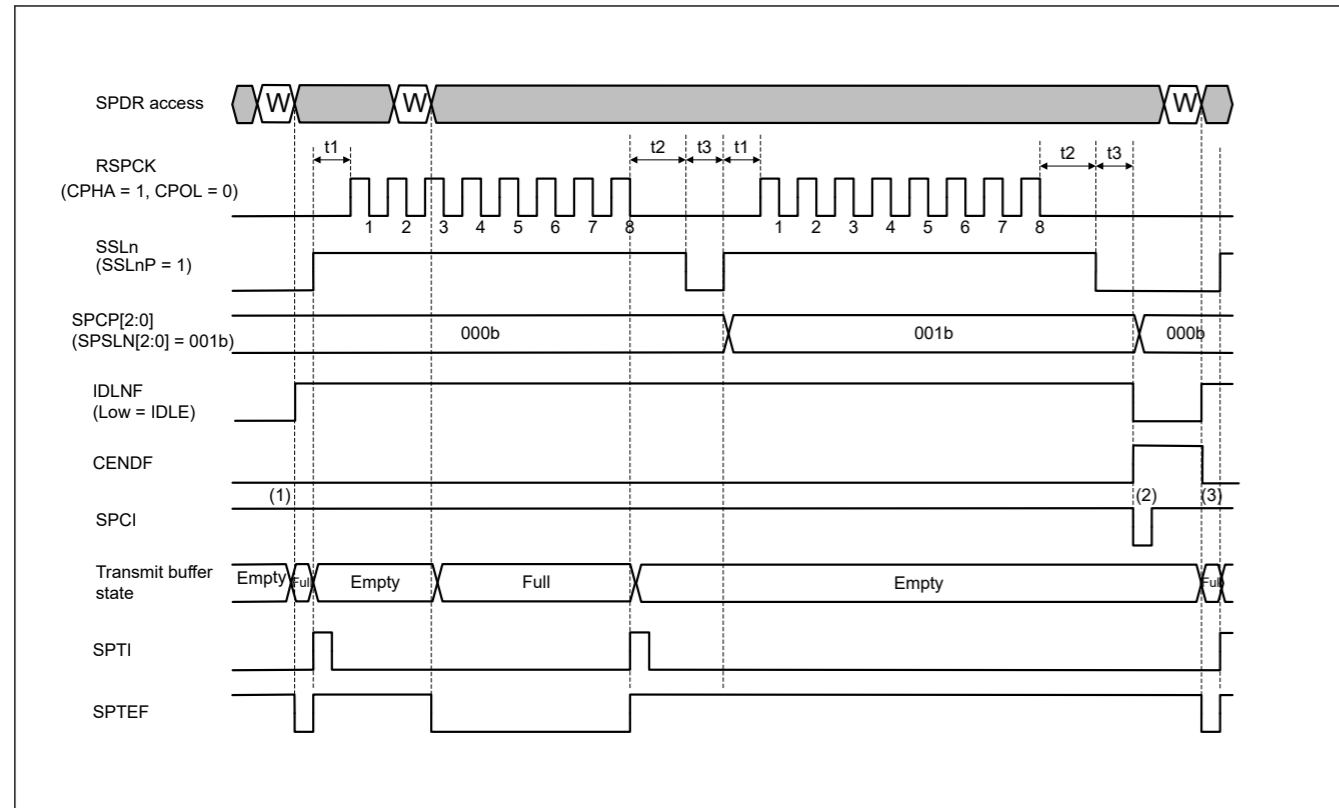 SPDR access
W
W
W
RSPCK
(CPHA = 1, CPOL = 0)
t1
t2
t3
t1
t2
t3
1 2 3 4 5 6 7 8
1 2 3 4 5 6 7 8
SSLn
(SSLnP = 1)
SPCP[2:0]
(SPSLN[2:0] = 001b)
000b
001b
000b
IDLNF
(Low = IDLE)
CENDF
(1)
(2)
(3)
SPCI
Transmit buffer
state
Empty
Full
Empty
Full
Empty
Full
SPTI
SPTEF